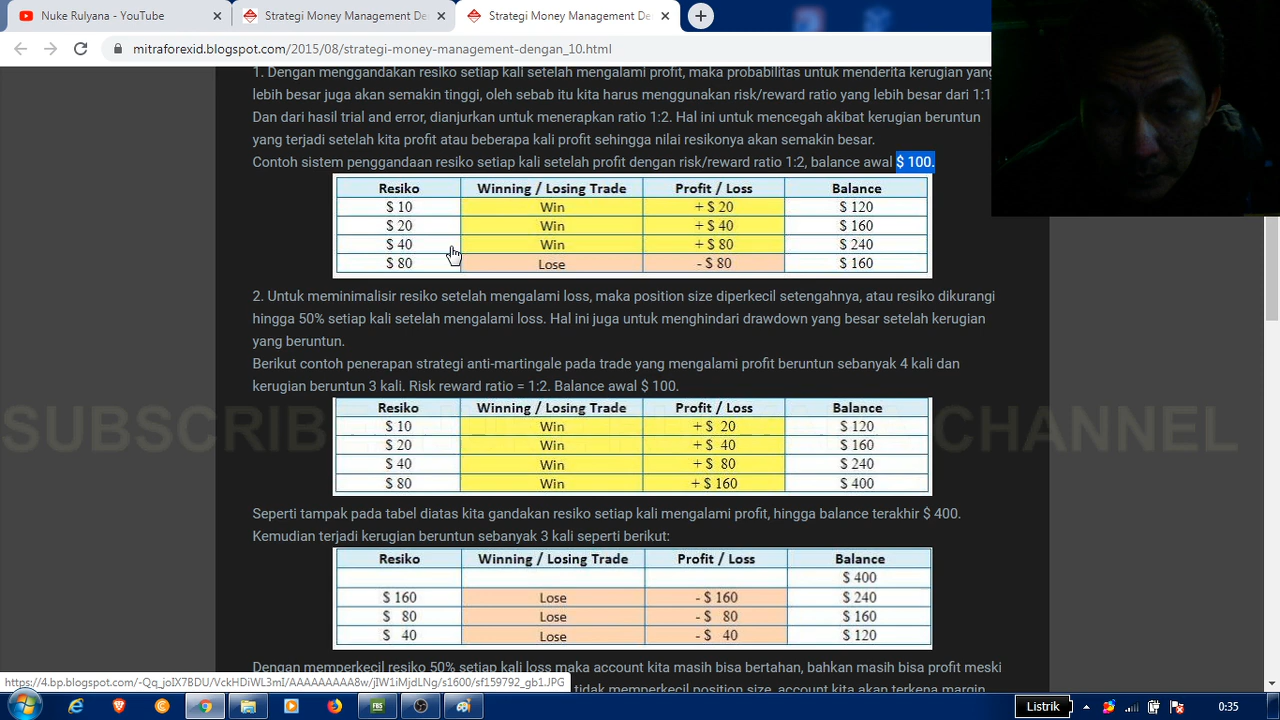 Nuke Rulyana - YouTube
Strategi Money Management De
Strategi Money Management De
mitraforexid.blogspot.com/2015/08/strategi-money-management-dengan_10.html
1. Dengan menggandakan resiko setiap kali setelah mengalami profit, maka probabilitas untuk menderita kerugian yang
lebih besar juga akan semakin tinggi, oleh sebab itu kita harus menggunakan risk/reward ratio yang lebih besar dari 1:1
Dan dari hasil trial and error, dianjurkan untuk menerapkan ratio 1:2. Hal ini untuk mencegah akibat kerugian beruntun
yang terjadi setelah kita profit atau beberapa kali profit sehingga nilai resikonya akan semakin besar.
Contoh sistem penggandaan resiko setiap kali setelah profit dengan risk/reward ratio 1:2, balance awal $ 100.
Resiko Winning / Losing Trade Profit / Loss Balance
$ 10 Win + $ 20 $ 120
$ 20 Win + $ 40 $ 160
$ 40 Win + $ 80 $ 240
$ 80 Lose - $ 80 $ 160
2. Untuk meminimalisir resiko setelah mengalami loss, maka position size diperkecil setengahnya, atau resiko dikurangi
hingga 50% setiap kali setelah mengalami loss. Hal ini juga untuk menghindari drawdown yang besar setelah kerugian
yang beruntun.
Berikut contoh penerapan strategi anti-martingale pada trade yang mengalami profit beruntun sebanyak 4 kali dan
kerugian beruntun 3 kali. Risk reward ratio = 1:2. Balance awal $ 100.
Resiko Winning / Losing Trade Profit / Loss Balance
$ 10 Win + $ 20 $ 120
SUBSCRIBE CHANNEL
$ 20 Win + $ 40 $ 160
$ 40 Win + $ 80 $ 240
$ 80 Win + $ 160 $ 400
Seperti tampak pada tabel diatas kita gandakan resiko setiap kali mengalami profit, hingga balance terakhir $ 400.
Kemudian terjadi kerugian beruntun sebanyak 3 kali seperti berikut:
Resiko Winning / Losing Trade Profit / Loss Balance
$ 400
$ 160 Lose - $ 160 $ 240
$ 80 Lose - $ 80 $ 160
$ 40 Lose - $ 40 $ 120
Dengan memperkecil resiko 50% setiap kali loss maka account kita masih bisa bertahan, bahkan masih bisa profit meski
tidak memperkecil position size, account kita akan terkena margin
https://4.bp.blogspot.com/-Qq_joIX7BDU/VckHDiWL3mI/AAAAAAAAA8w/jIW1iMjdLNg/s1600/sf159792_gb1.JPG
Listrik
0:35